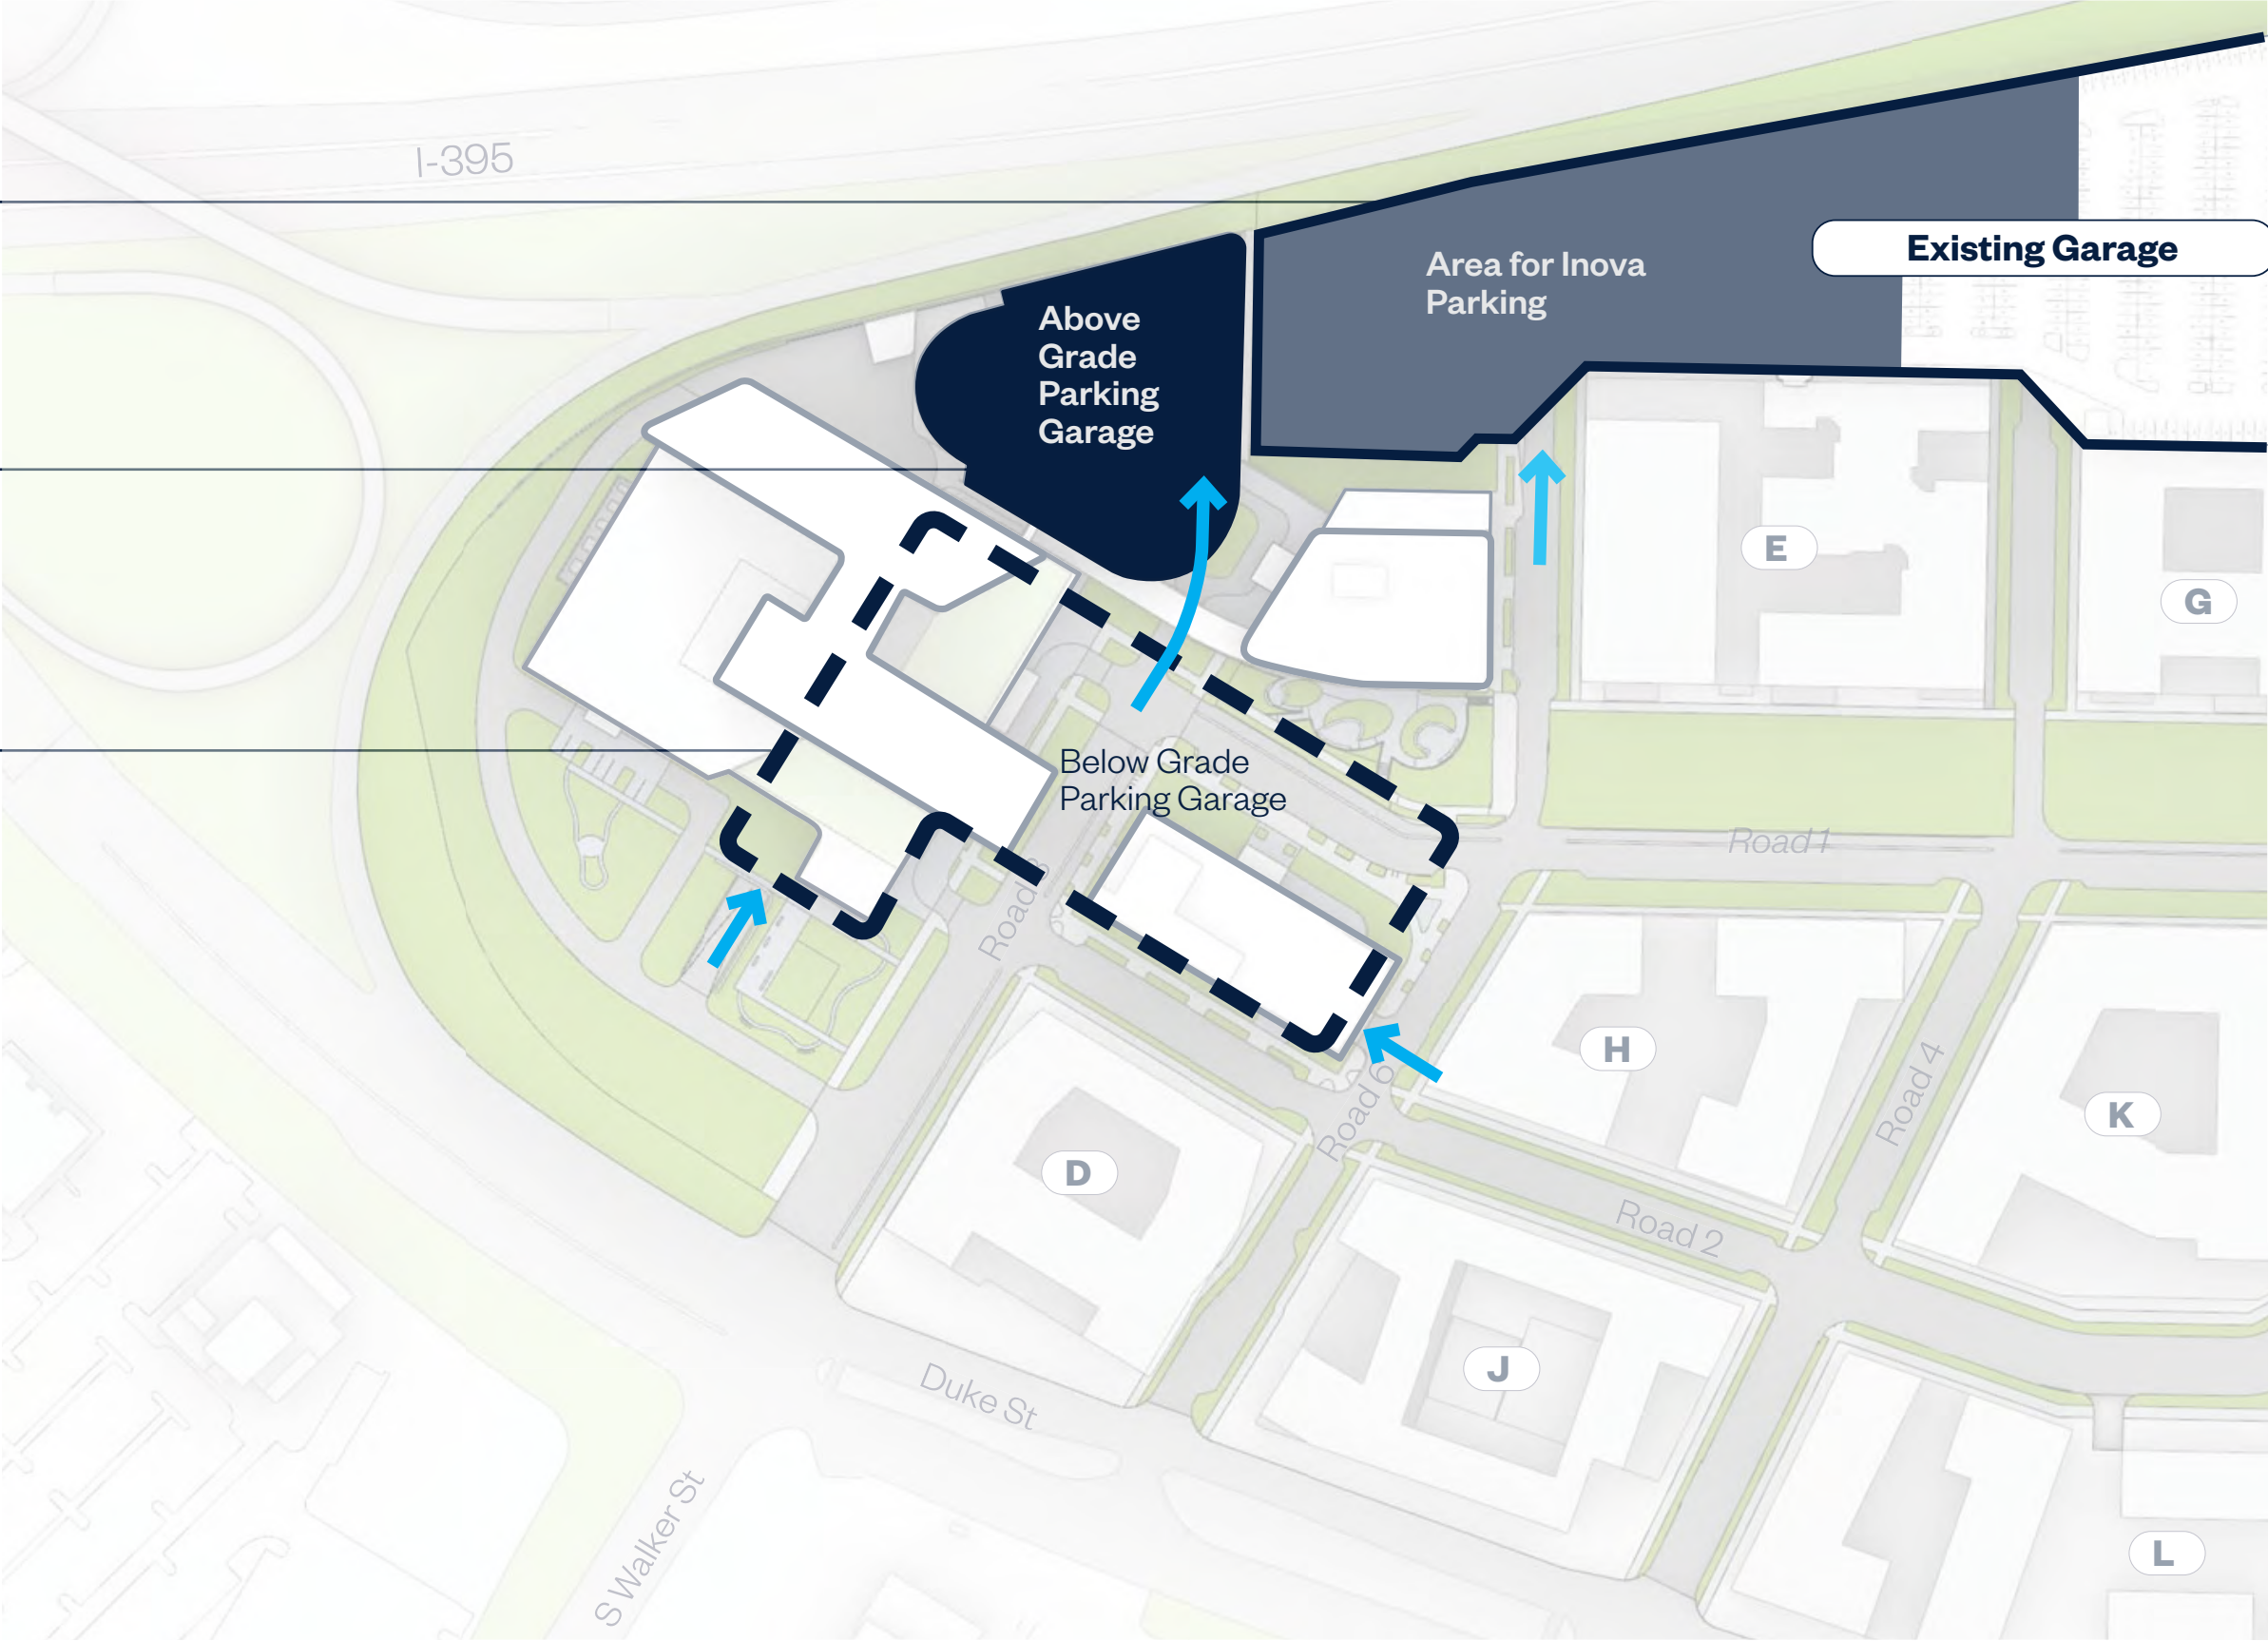 I-395
Existing Garage
Area for Inova
Parking
Above
Grade
Parking
Garage
E
G
Below Grade
Parking Garage
Road 1
Road 3
H
Road 4
K
Road 6
D
Road 2
J
Duke St
S Walker St
L